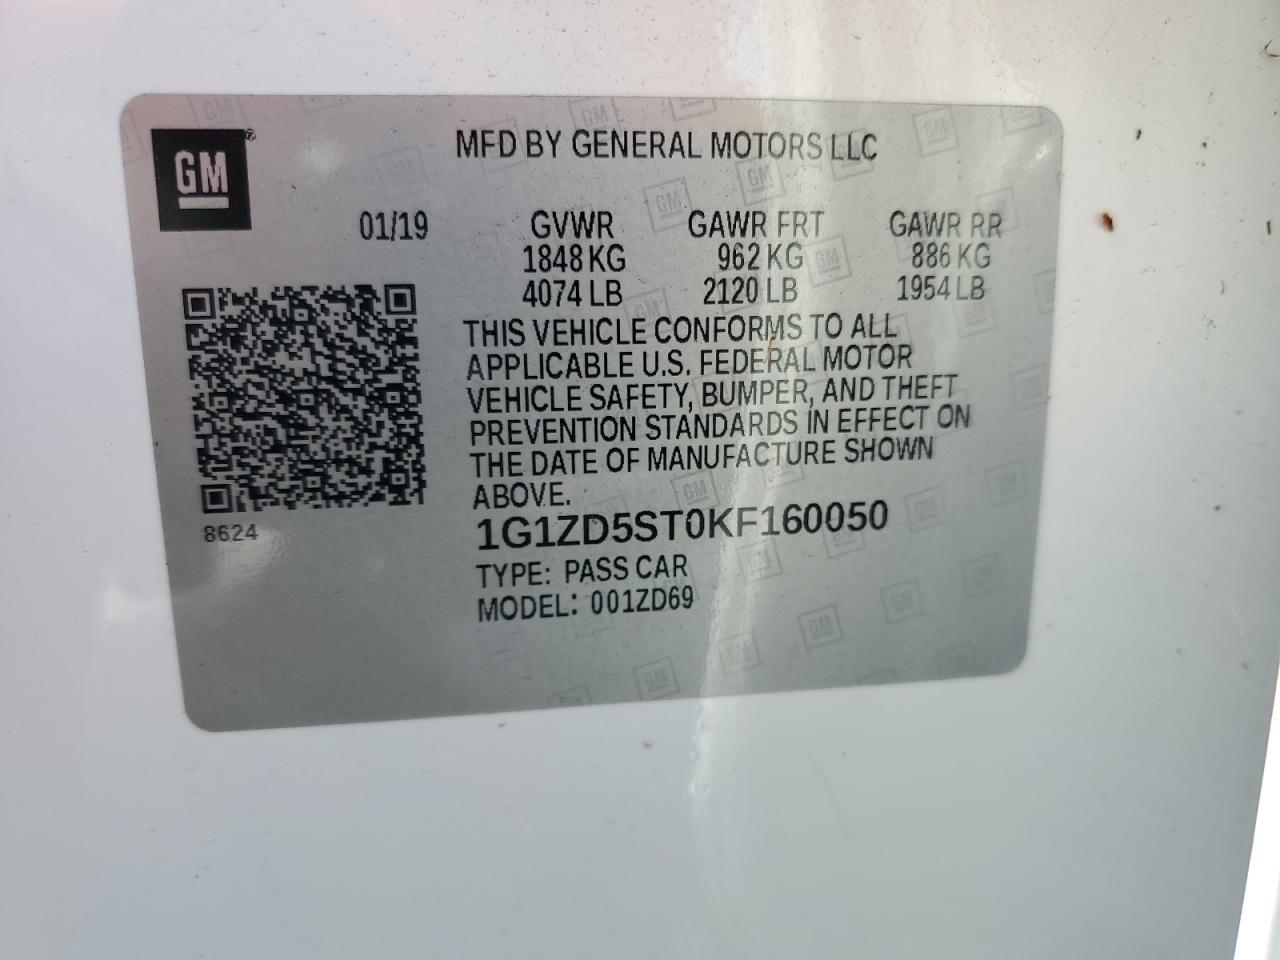 GM®
MFD BY GENERAL MOTORS LLC
01/19 GVWR GAWR FRT GAWR RR
1848 KG 962 KG 886 KG
4074 LB 2120 LB 1954 LB
THIS VEHICLE CONFORMS TO ALL
APPLICABLE U.S. FEDERAL MOTOR
VEHICLE SAFETY, BUMPER, AND THEFT
PREVENTION STANDARDS IN EFFECT ON
THE DATE OF MANUFACTURE SHOWN
ABOVE.
8624
1G1ZD5ST0KF160050
TYPE: PASS CAR
MODEL: 001ZD69